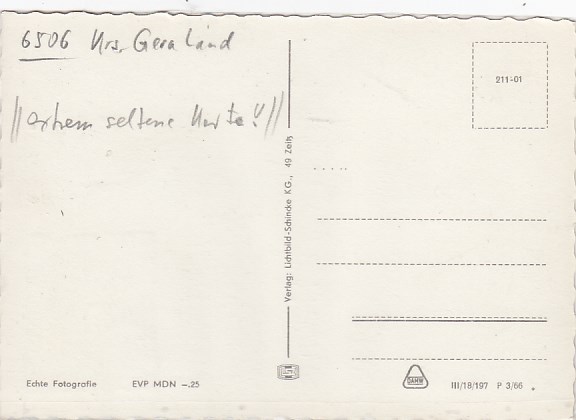 6506 Krs. Gera Land
// extrem seltene Karte! //
211-01
Verlag: Lichtbild-Schincke KG., 49 Zeitz
Echte Fotografie
EVP MDN -.25
DAMW
III/18/197 P 3/66